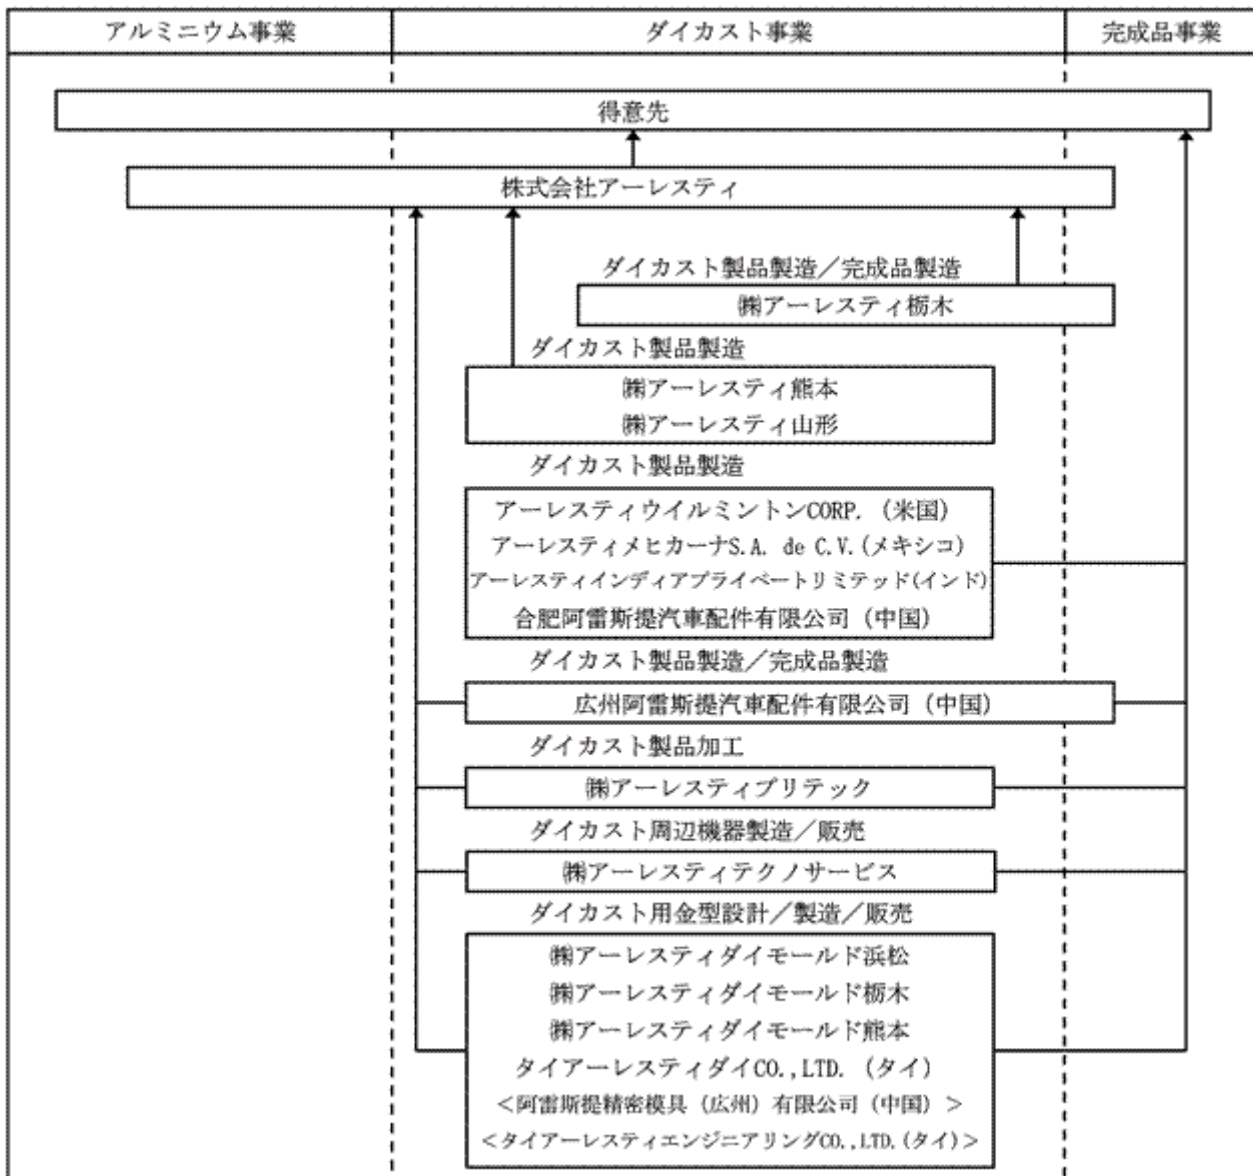 アルミニウム事業
ダイカスト事業
完成品事業
得意先
株式会社アーレスティ
ダイカスト製品製造／完成品製造
㈱アーレスティ栃木
ダイカスト製品製造
㈱アーレスティ熊本
㈱アーレスティ山形
ダイカスト製品製造
アーレスティウイルミントンCORP. (米国)
アーレスティメヒカーナS.A. de C.V.(メキシコ)
アーレスティインディアプライベートリミテッド(インド)
合肥阿雷斯提汽車配件有限公司 (中国)
ダイカスト製品製造／完成品製造
広州阿雷斯提汽車配件有限公司 (中国)
ダイカスト製品加工
㈱アーレスティプリテック
ダイカスト周辺機器製造／販売
㈱アーレスティテクノサービス
ダイカスト用金型設計／製造／販売
㈱アーレスティダイモールド浜松
㈱アーレスティダイモールド栃木
㈱アーレスティダイモールド熊本
タイアーレスティダイCO.,LTD. (タイ)
＜阿雷斯提精密模具 (広州) 有限公司 (中国) ＞
＜タイアーレスティエンジニアリングCO.,LTD.(タイ)＞